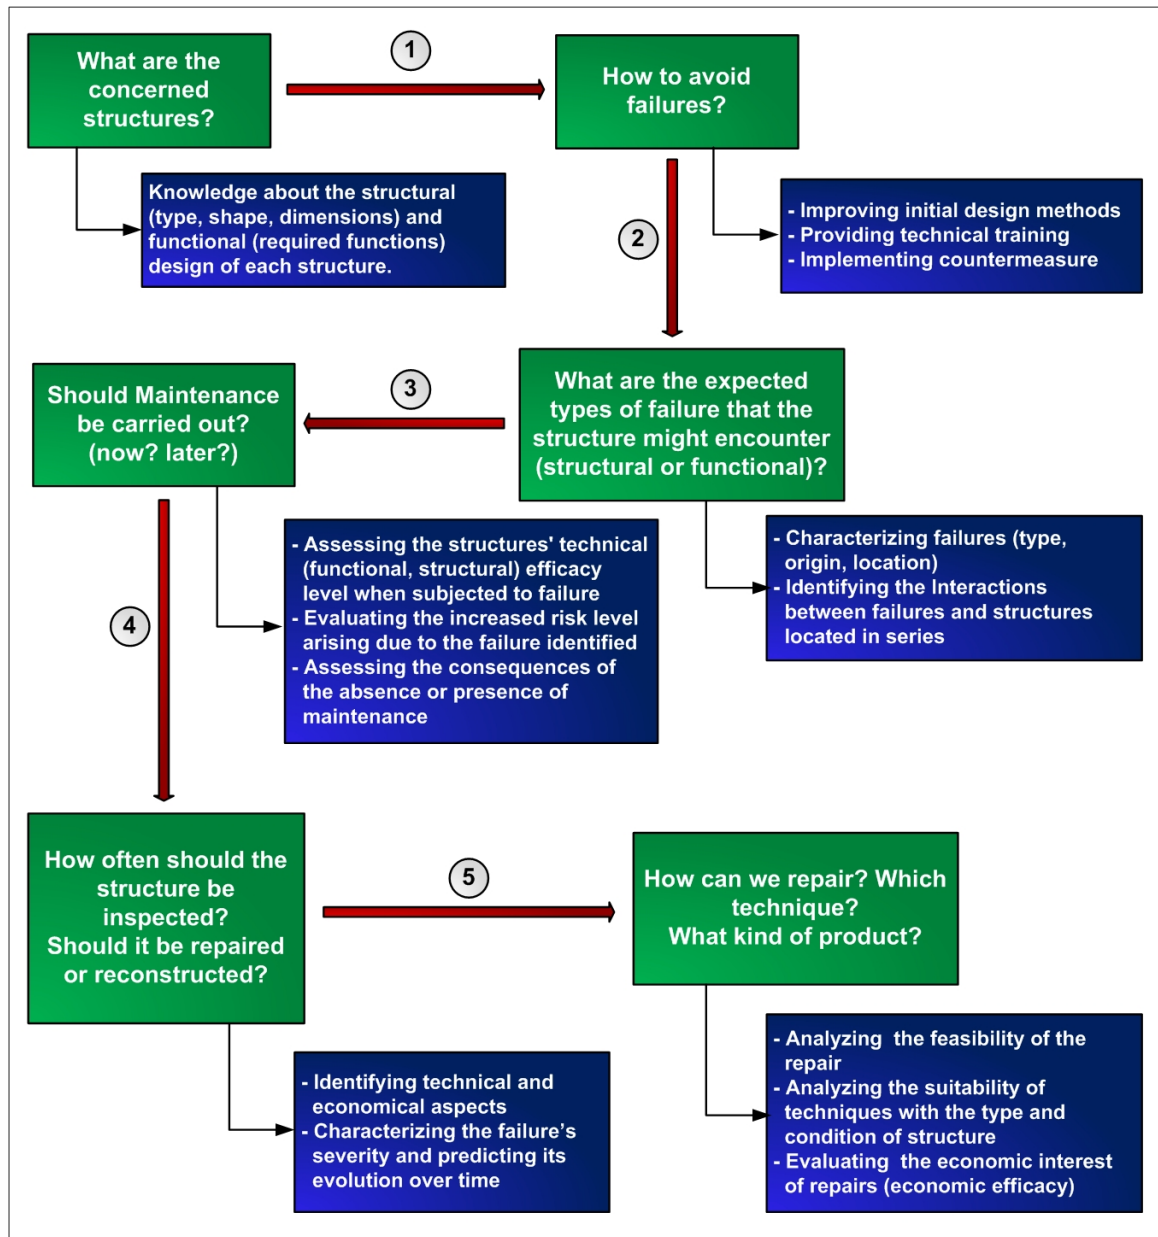 What are the
concerned
structures?
1
How to avoid
failures?
Knowledge about the structural
(type, shape, dimensions) and
functional (required functions)
design of each structure.
- Improving initial design methods
- Providing technical training
- Implementing countermeasure
2
What are the expected
types of failure that the
structure might encounter
(structural or functional)?
- Characterizing failures (type,
origin, location)
- Identifying the Interactions
between failures and structures
located in series
3
Should Maintenance
be carried out?
(now? later?)
- Assessing the structures' technical
(functional, structural) efficacy
level when subjected to failure
- Evaluating the increased risk level
arising due to the failure identified
- Assessing the consequences of
the absence or presence of
maintenance
4
How often should the
structure be
inspected?
Should it be repaired
or reconstructed?
- Identifying technical and
economical aspects
- Characterizing the failure's
severity and predicting its
evolution over time
5
How can we repair? Which
technique?
What kind of product?
- Analyzing the feasibility of the
repair
- Analyzing the suitability of
techniques with the type and
condition of structure
- Evaluating the economic interest
of repairs (economic efficacy)